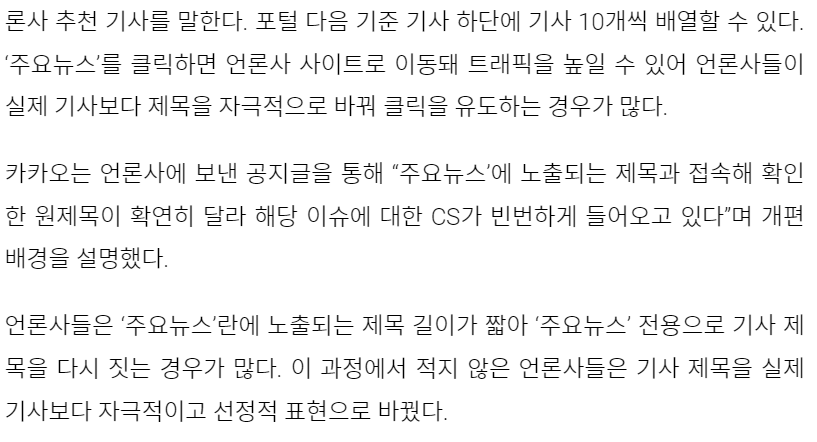 론사 추천 기사를 말한다. 포털 다음 기준 기사 하단에 기사 10개씩 배열할 수 있다.
‘주요뉴스’를 클릭하면 언론사 사이트로 이동돼 트래픽을 높일 수 있어 언론사들이
실제 기사보다 제목을 자극적으로 바꿔 클릭을 유도하는 경우가 많다.
카카오는 언론사에 보낸 공지글을 통해 “주요뉴스’에 노출되는 제목과 접속해 확인
한 원제목이 확연히 달라 해당 이슈에 대한 CS가 빈번하게 들어오고 있다”며 개편
배경을 설명했다.
언론사들은 ‘주요뉴스’란에 노출되는 제목 길이가 짧아 ‘주요뉴스’ 전용으로 기사 제
목을 다시 짓는 경우가 많다. 이 과정에서 적지 않은 언론사들은 기사 제목을 실제
기사보다 자극적이고 선정적 표현으로 바꿨다.